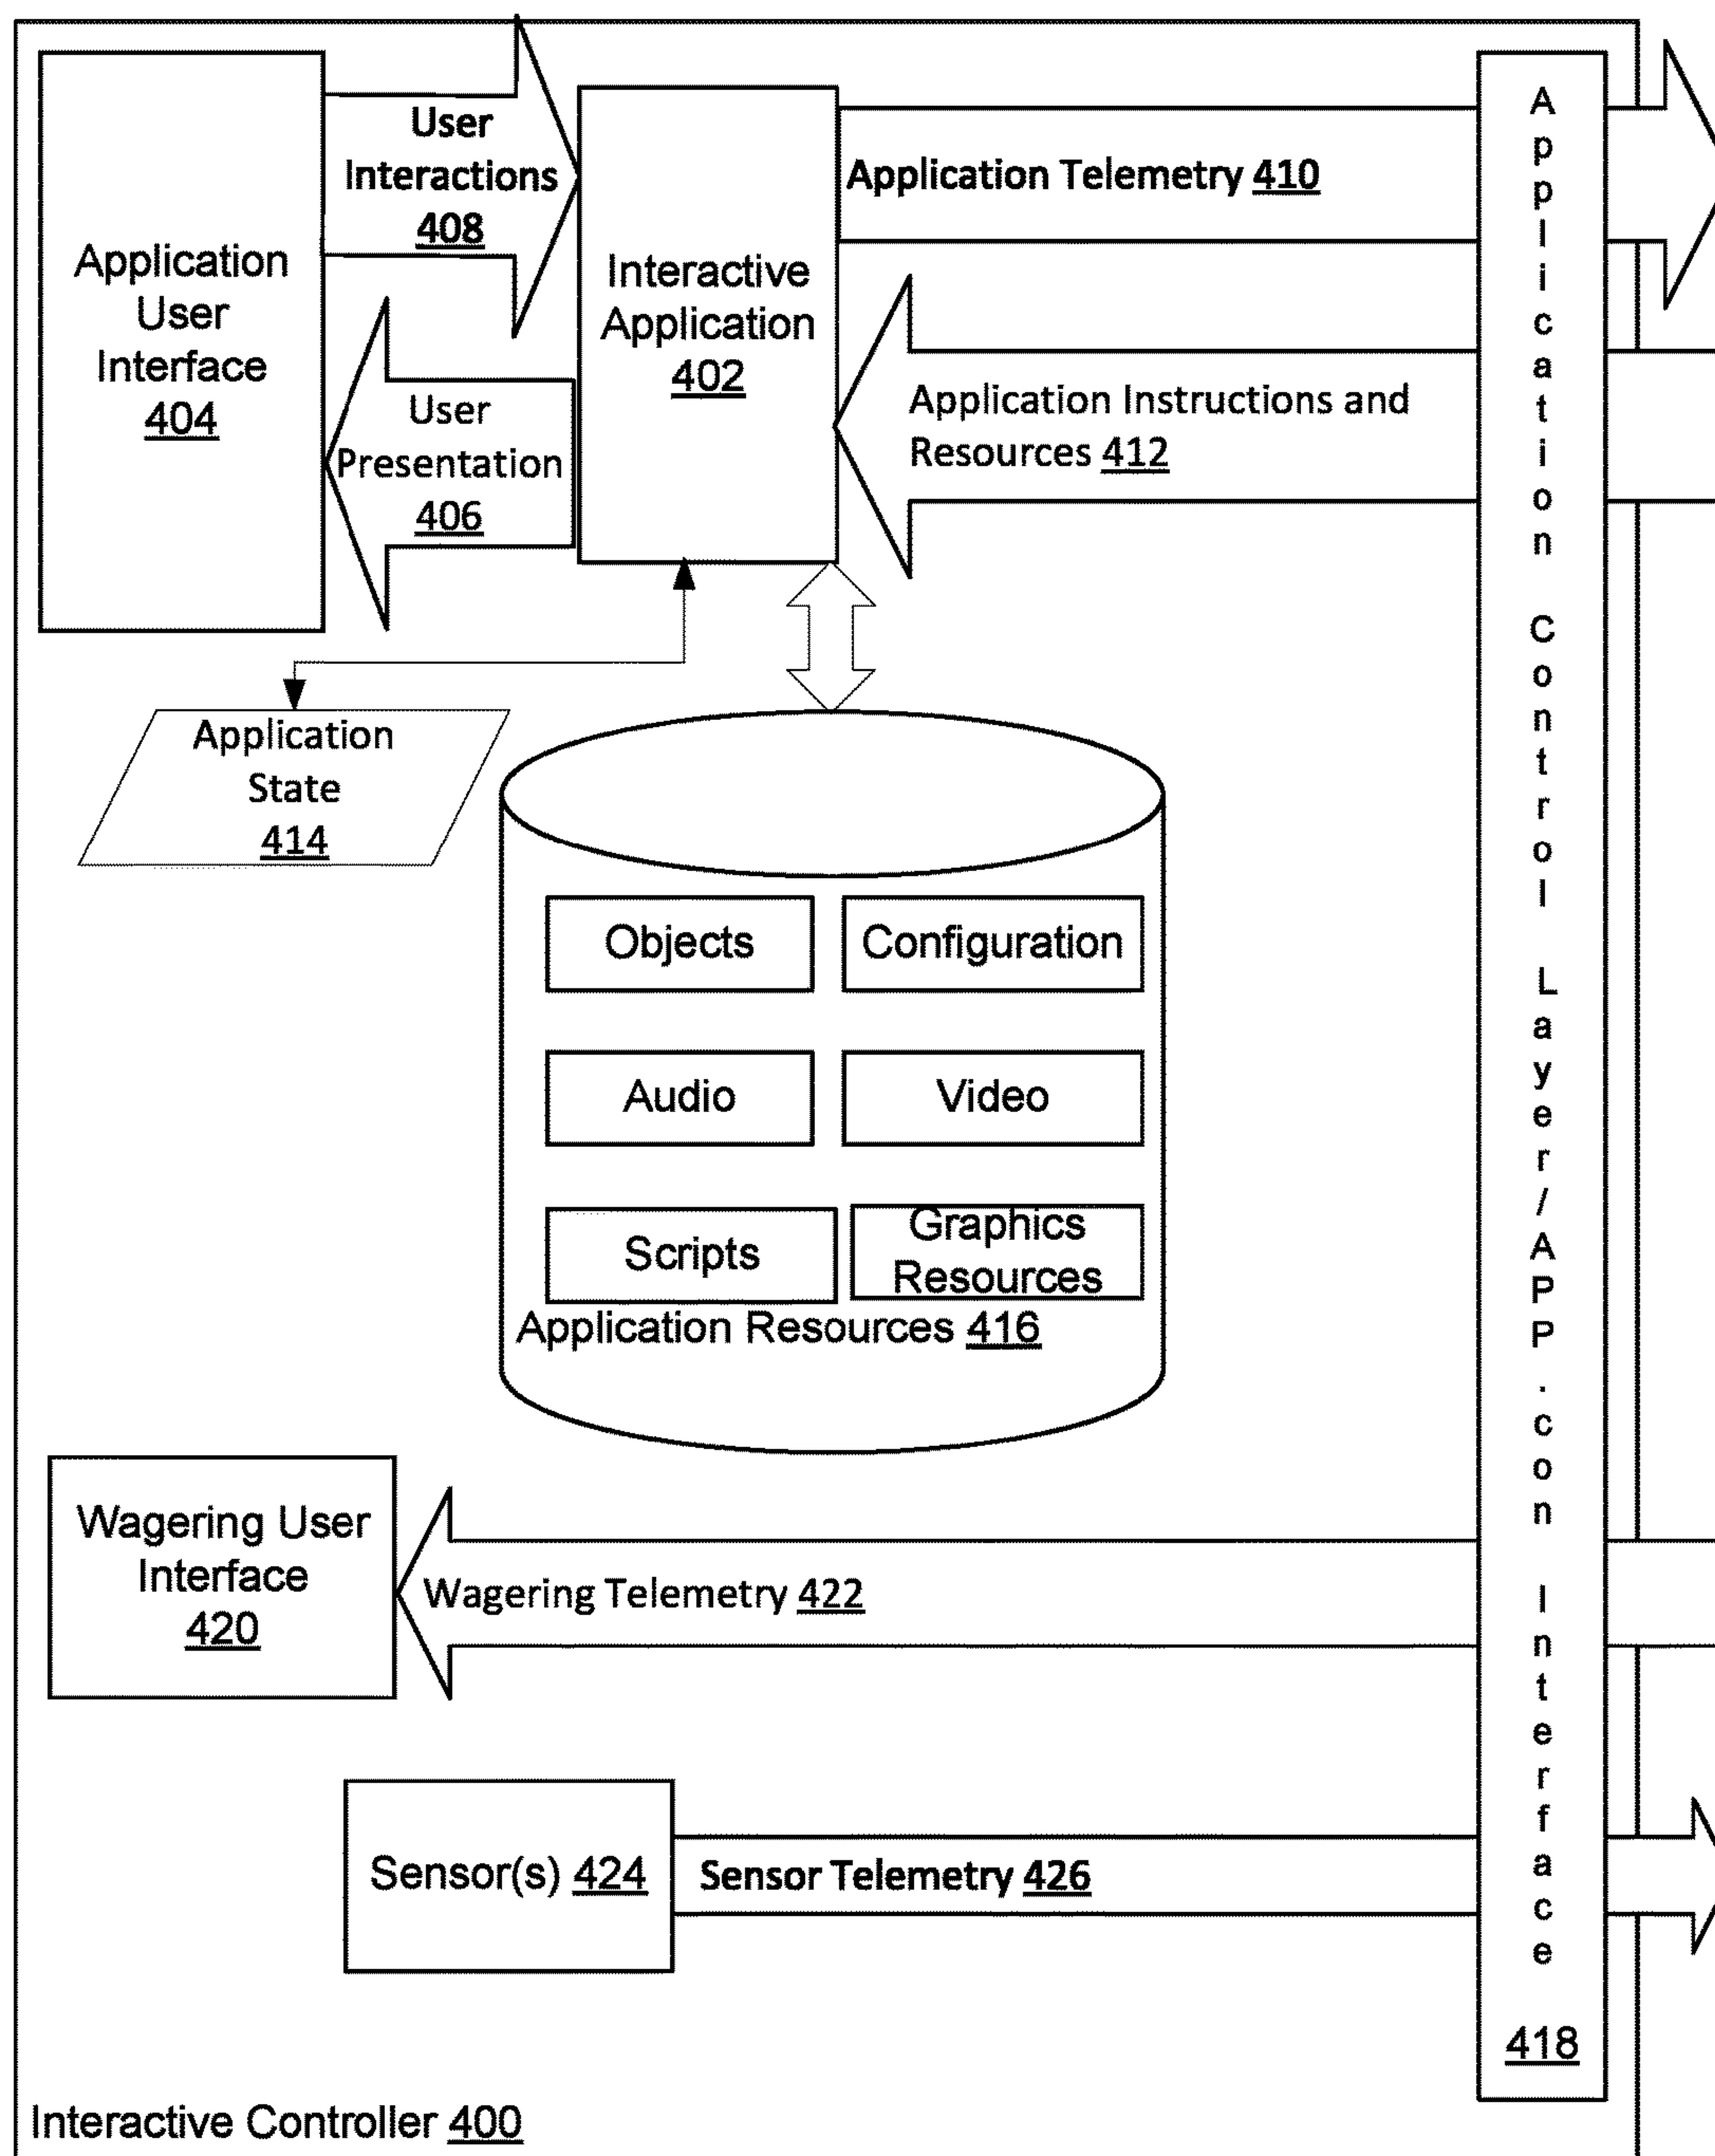 Application
User
Interface
404
User
Interactions
408
User
Presentation
406
Interactive
Application
402
Application Telemetry 410
Application Instructions and
Resources 412
Application
State
414
Objects
Configuration
Audio
Video
Scripts
Graphics
Resources
Application Resources 416
Wagering User
Interface
420
Wagering Telemetry 422
Sensor(s) 424
Sensor Telemetry 426
Application Control Layer/APP.con Interface
418
Interactive Controller 400